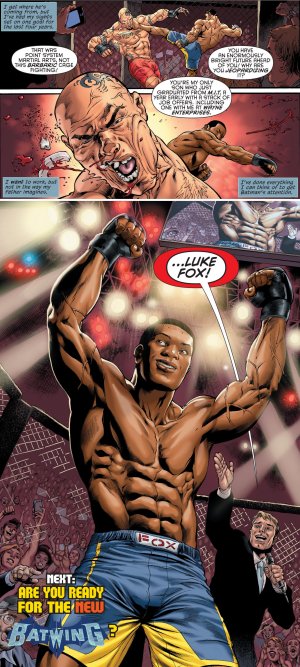 I get where he's
coming from, but
I've had my sights
set on one goal for
the last four years.
THAT WAS
POINT SYSTEM
MARTIAL ARTS, NOT
THIS BARBARIC CAGE
FIGHTING!
YOU HAVE
AN ENORMOUSLY
BRIGHT FUTURE AHEAD
OF YOU! WHY ARE
YOU JEOPARDIZING
IT?
YOU'RE MY ONLY
SON WHO JUST
GRADUATED FROM M.I.T. A
YEAR EARLY WITH A STACK
OF JOB OFFERS, INCLUDING
ONE WITH ME AT WAYNE
ENTERPRISES.
I want to work, but
not in the way my
Father imagines.
I've done everything
I can think of to get
Batman's attention.
...LUKE
FOX!
FOX
NEXT:
ARE YOU READY
FOR THE NEW
BATWING?